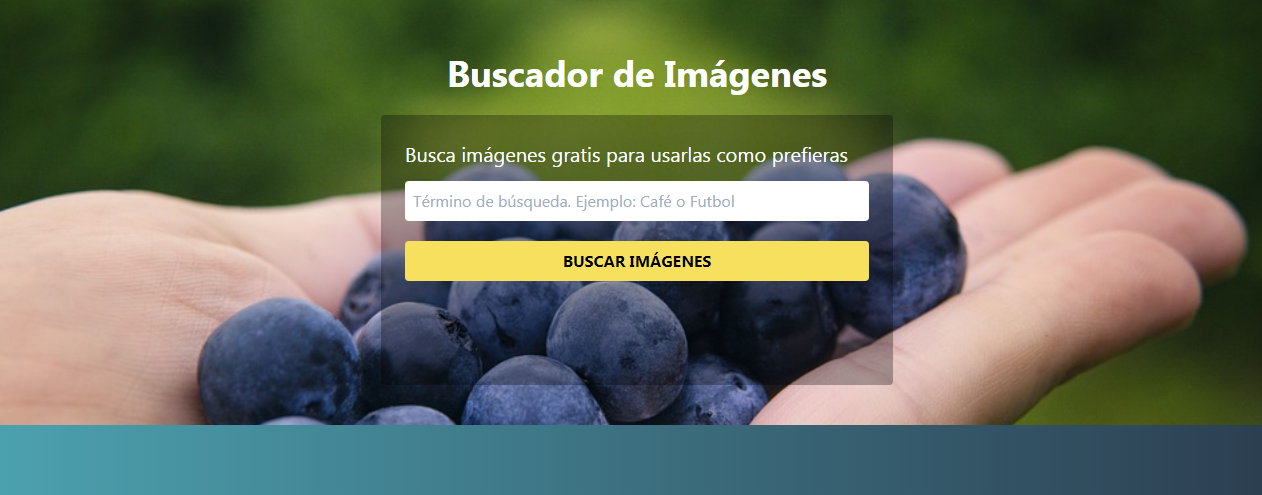 Buscador de Imágenes
Busca imágenes gratis para usarlas como prefieras
Término de búsqueda. Ejemplo: Café o Futbol
BUSCAR IMÁGENES